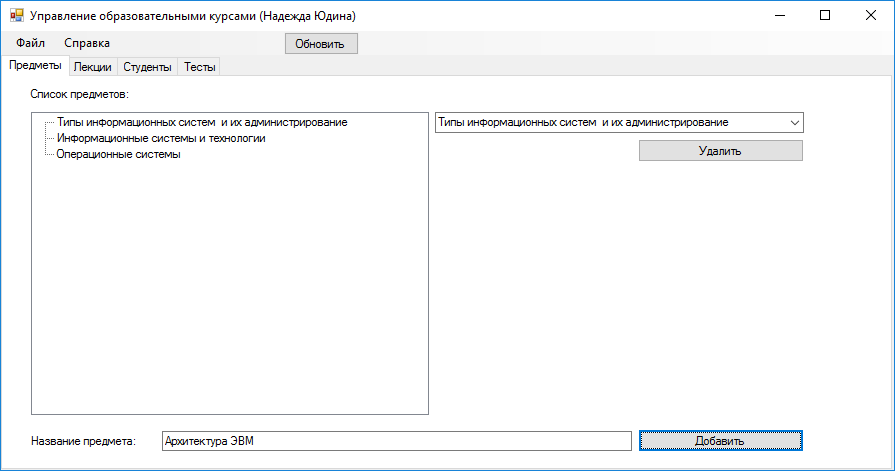 Управление образовательными курсами (Надежда Юдина)
Файл Справка Обновить
Предметы Лекции Студенты Тесты
Список предметов:
Типы информационных систем  и их администрирование
Информационные системы и технологии
Операционные системы
Типы информационных систем  и их администрирование
Удалить
Название предмета: Архитектура ЭВМ Добавить